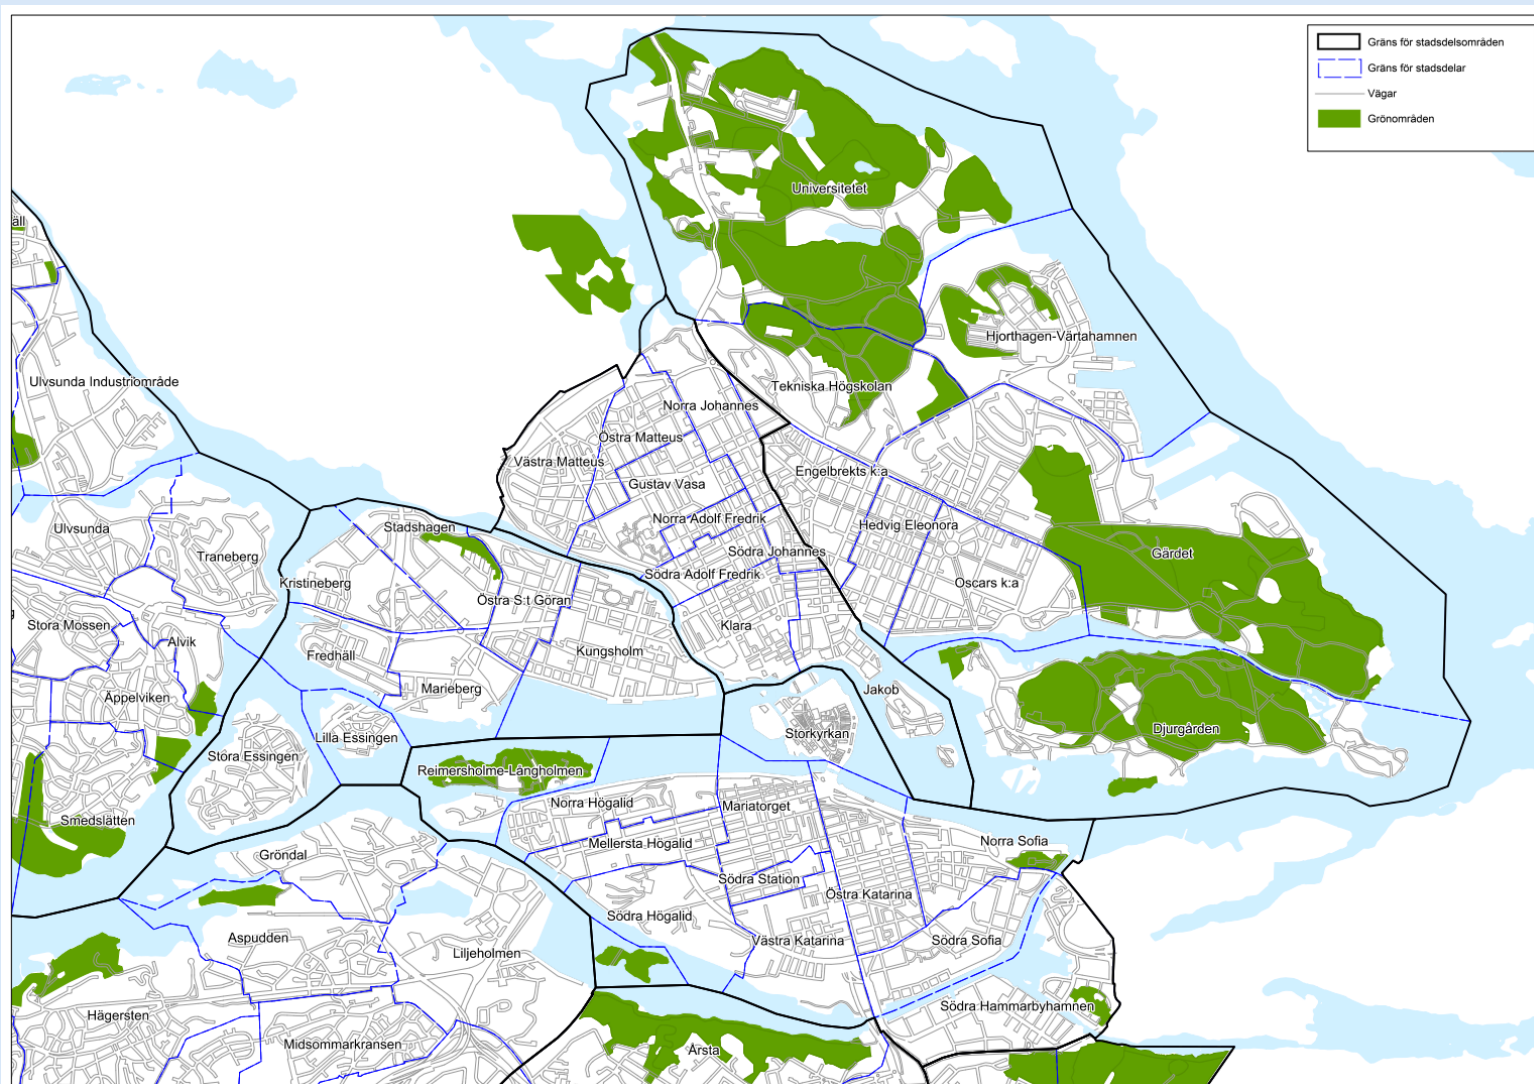 Gräns för stadsdelsområden
Gräns för stadsdelar
Vägar
Grönområden
Universitetet
äll
Hjorthagen-Värtahamnen
Ulvsunda Industriområde
Tekniska Högskolan
Norra Johannes
Östra Matteus
Västra Matteus
Engelbrekts k:a
Gustav Vasa
Norra Adolf Fredrik
Hedvig Eleonora
Stadshagen
Ulvsunda
Södra Johannes
Gärdet
Traneberg
Södra Adolf Fredrik
Kristineberg
Oscars k:a
Östra S:t Göran
g
Stora Mossen
Klara
Alvik
Kungsholm
Fredhäll
Marieberg
Jakob
Äppelviken
Djurgården
Storkyrkan
Lilla Essingen
Stora Essingen
Reimersholme-Långholmen
Norra Högalid
Mariatorget
Smedslätten
Norra Sofia
Mellersta Högalid
Gröndal
Södra Station
Östra Katarina
Södra Högalid
Aspudden
Västra Katarina
Södra Sofia
Liljeholmen
Södra Hammarbyhamnen
Hägersten
Midsommarkransen
Årsta